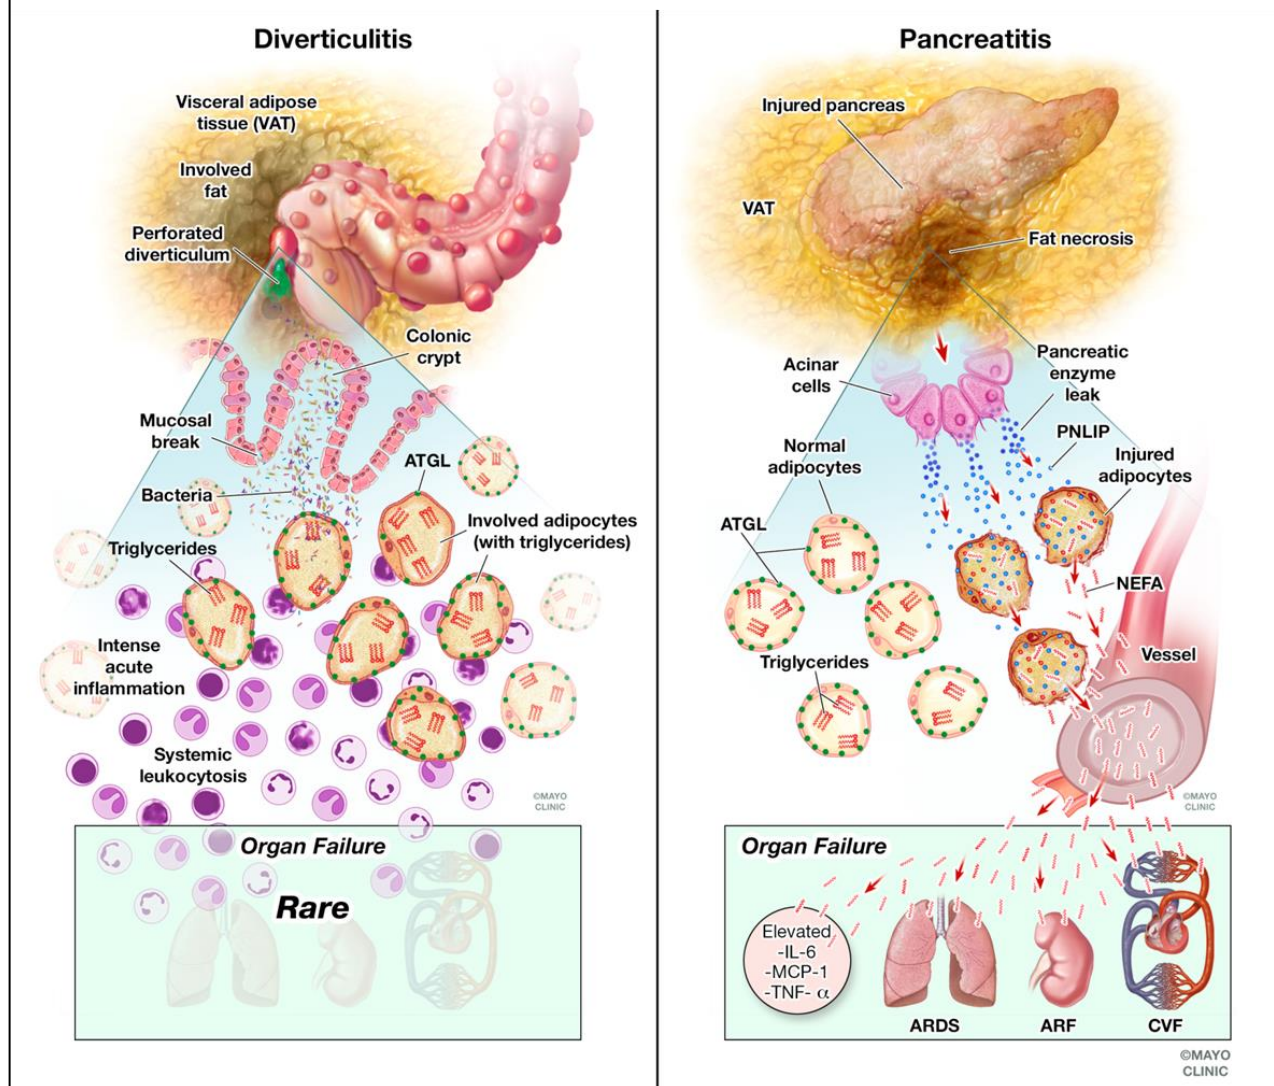 Diverticulitis
Visceral adipose
tissue (VAT)
Involved
fat
Perforated
diverticulum
Colonic
crypt
Mucosal
break
ATGL
Bacteria
Involved adipocytes
(with triglycerides)
Triglycerides
Intense
acute
inflammation
Systemic
leukocytosis
©MAYO
CLINIC
Organ Failure
Rare
Pancreatitis
Injured pancreas
VAT
Fat necrosis
Acinar
cells
Pancreatic
enzyme
leak
PNLIP
Normal
adipocytes
Injured
adipocytes
ATGL
NEFA
Triglycerides
Vessel
©MAYO
CLINIC
Organ Failure
Elevated
-IL-6
-MCP-1
-TNF- α
ARDS
ARF
CVF
©MAYO
CLINIC